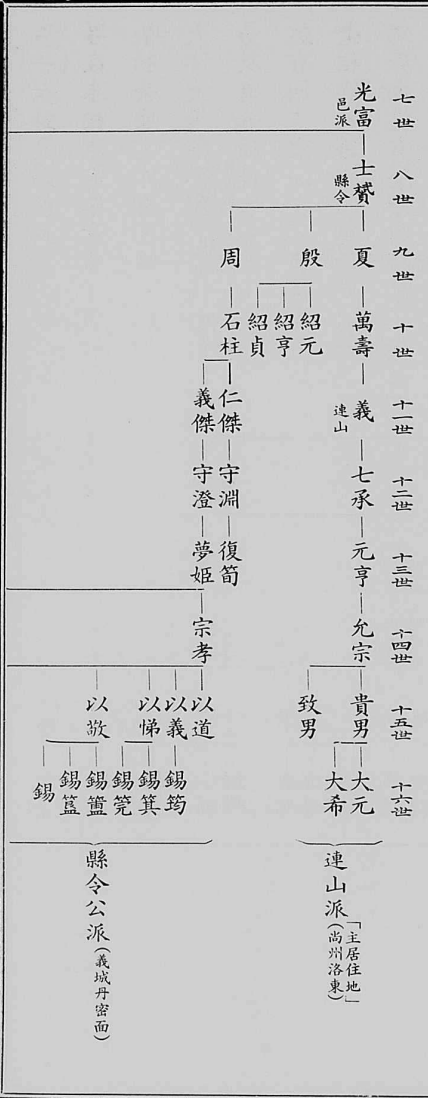 七世 八世 九世 十世 十一世 十二世 十三世 十四世 十五世 十六世
光富 邑派
士贇 縣令
夏
萬壽
義 連山
七承
元亨
允宗
貴男
大元
大希
致男
殷
紹元
紹亨
紹貞
周
石柱
仁傑
守淵
復筍
義傑
守澄
夢姬
宗孝
以道
以義
以悌
以敬
錫筠
錫箕
錫筦
錫簠
錫簋
錫
連山派
「主居住地」
(尚州洛東)
縣令公派(義城丹密面)